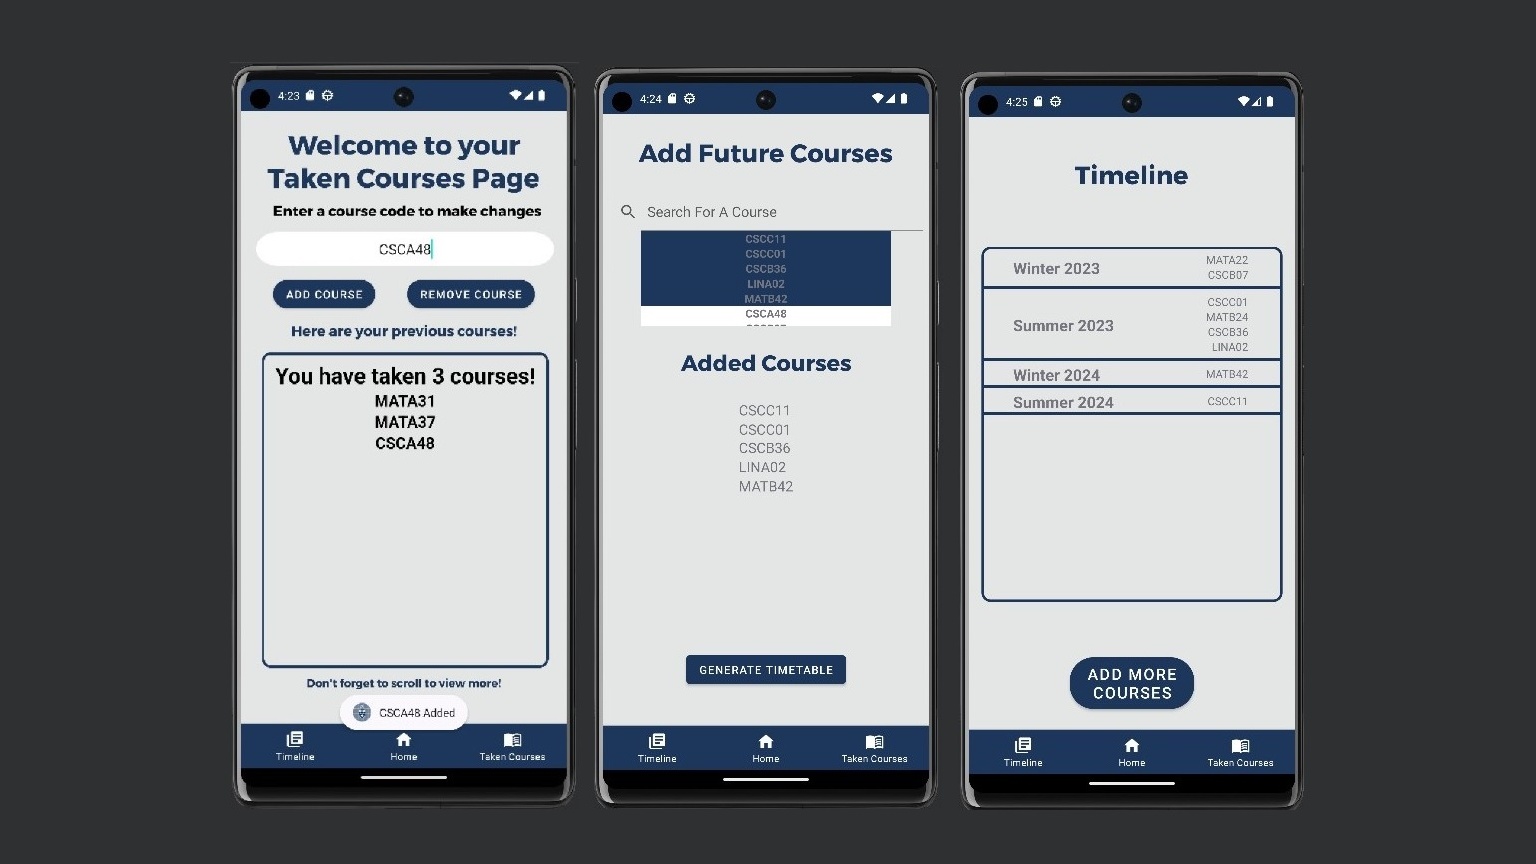 4:23
Welcome to your
Taken Courses Page
Enter a course code to make changes
CSCA48
ADD COURSE
REMOVE COURSE
Here are your previous courses!
You have taken 3 courses!
MATA31
MATA37
CSCA48
Don't forget to scroll to view more!
CSCA48 Added
Timeline
Home
Taken Courses
4:24
Add Future Courses
Search For A Course
CSCC11
CSCC01
CSCB36
LINA02
MATB42
CSCA48
Added Courses
CSCC11
CSCC01
CSCB36
LINA02
MATB42
GENERATE TIMETABLE
Timeline
Home
Taken Courses
4:25
Timeline
Winter 2023
MATA22
CSCB07
Summer 2023
CSCC01
MATB24
CSCB36
LINA02
Winter 2024
MATB42
Summer 2024
CSCC11
ADD MORE
COURSES
Timeline
Home
Taken Courses